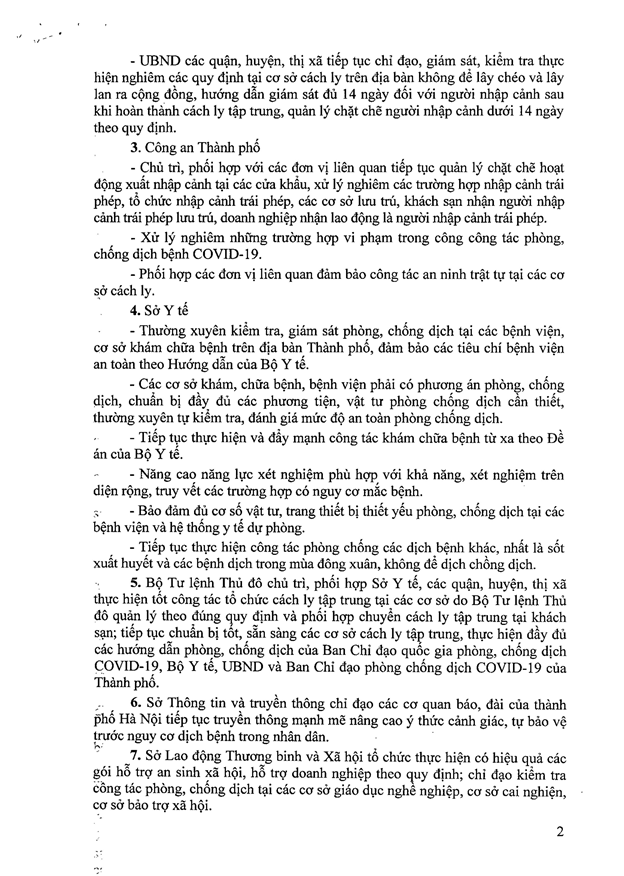 - UBND các quận, huyện, thị xã tiếp tục chỉ đạo, giám sát, kiểm tra thực
hiện nghiêm các quy định tại cơ sở cách ly trên địa bàn không để lây chéo và lây
lan ra cộng đồng, hướng dẫn giám sát đủ 14 ngày đối với người nhập cảnh sau
khi hoàn thành cách ly tập trung, quản lý chặt chẽ người nhập cảnh dưới 14 ngày
theo quy định.
3. Công an Thành phố
- Chủ trì, phối hợp với các đơn vị liên quan tiếp tục quản lý chặt chẽ hoạt
động xuất nhập cảnh tại các cửa khẩu, xử lý nghiêm các trường hợp nhập cảnh trái
phép, tổ chức nhập cảnh trái phép, các cơ sở lưu trú, khách sạn nhận người nhập
cảnh trái phép lưu trú, doanh nghiệp nhận lao động là người nhập cảnh trái phép.
- Xử lý nghiêm những trường hợp vi phạm trong công công tác phòng,
chống dịch bệnh COVID-19.
- Phối hợp các đơn vị liên quan đảm bảo công tác an ninh trật tự tại các cơ
sở cách ly.
4. Sở Y tế
- Thường xuyên kiểm tra, giám sát phòng, chống dịch tại các bệnh viện,
cơ sở khám chữa bệnh trên địa bàn Thành phố, đảm bảo các tiêu chí bệnh viện
an toàn theo Hướng dẫn của Bộ Y tế.
- Các cơ sở khám, chữa bệnh, bệnh viện phải có phương án phòng, chống
dịch, chuẩn bị đầy đủ các phương tiện, vật tư phòng chống dịch cần thiết,
thường xuyên tự kiểm tra, đánh giá mức độ an toàn phòng chống dịch.
- Tiếp tục thực hiện và đẩy mạnh công tác khám chữa bệnh từ xa theo Đề
án của Bộ Y tế.
- Nâng cao năng lực xét nghiệm phù hợp với khả năng, xét nghiệm trên
diện rộng, truy vết các trường hợp có nguy cơ mắc bệnh.
- Bảo đảm đủ cơ số vật tư, trang thiết bị thiết yếu phòng, chống dịch tại các
bệnh viện và hệ thống y tế dự phòng.
- Tiếp tục thực hiện công tác phòng chống các dịch bệnh khác, nhất là sốt
xuất huyết và các bệnh dịch trong mùa đông xuân, không để dịch chồng dịch.
5. Bộ Tư lệnh Thủ đô chủ trì, phối hợp Sở Y tế, các quận, huyện, thị xã
thực hiện tốt công tác tổ chức cách ly tập trung tại các cơ sở do Bộ Tư lệnh Thủ
đô quản lý theo đúng quy định và phối hợp chuyển cách ly tập trung tại khách
sạn; tiếp tục chuẩn bị tốt, sẵn sàng các cơ sở cách ly tập trung, thực hiện đầy đủ
các hướng dẫn phòng, chống dịch của Ban Chỉ đạo quốc gia phòng, chống dịch
COVID-19, Bộ Y tế, UBND và Ban Chỉ đạo phòng chống dịch COVID-19 của
Thành phố.
6. Sở Thông tin và truyền thông chỉ đạo các cơ quan báo, đài của thành
phố Hà Nội tiếp tục truyền thông mạnh mẽ nâng cao ý thức cảnh giác, tự bảo vệ
trước nguy cơ dịch bệnh trong nhân dân.
7. Sở Lao động Thương binh và Xã hội tổ chức thực hiện có hiệu quả các
gói hỗ trợ an sinh xã hội, hỗ trợ doanh nghiệp theo quy định; chỉ đạo kiểm tra
công tác phòng, chống dịch tại các cơ sở giáo dục nghề nghiệp, cơ sở cai nghiện,
cơ sở bảo trợ xã hội.
2